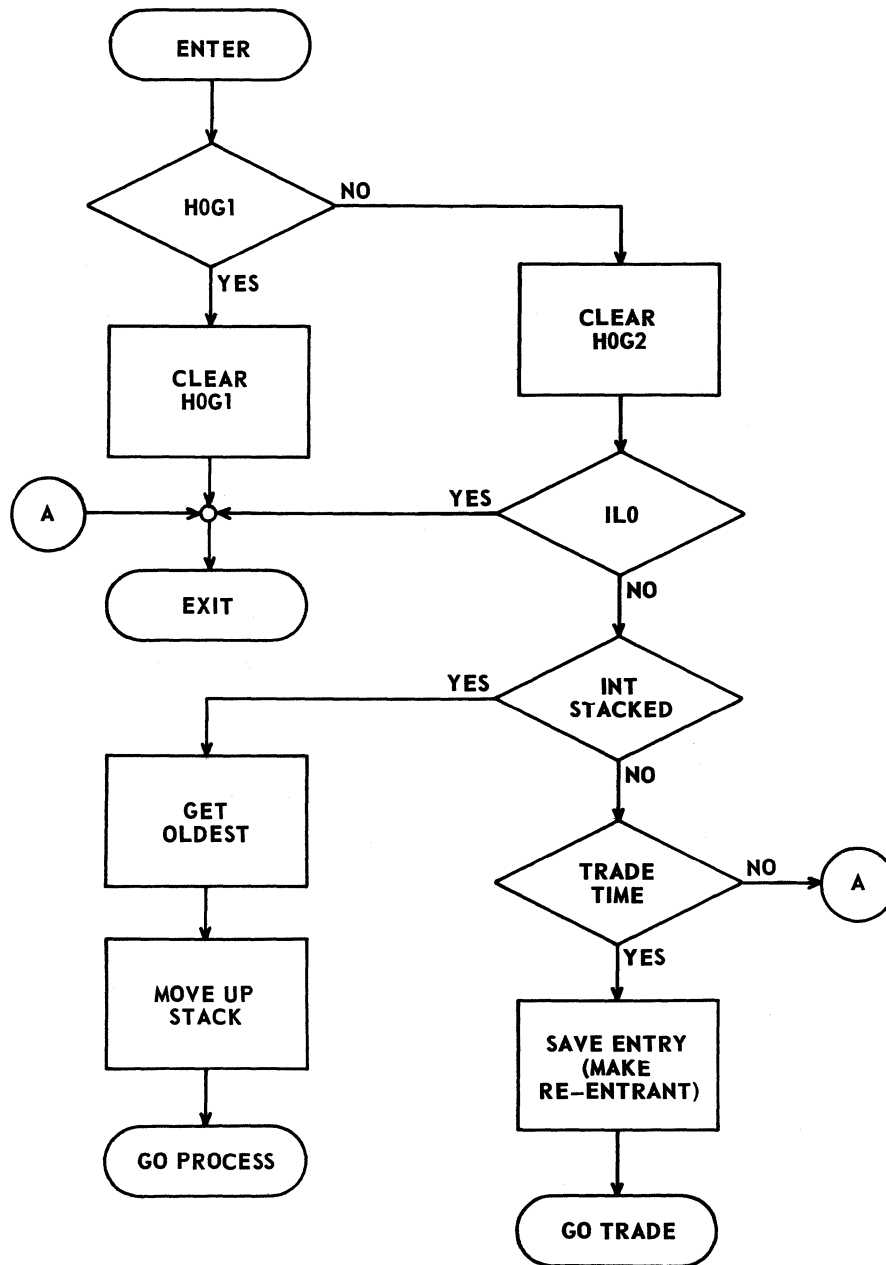 ENTER
H0G1
NO
YES
CLEAR
H0G2
CLEAR
H0G1
A
YES
IL0
EXIT
NO
YES
INT
STACKED
NO
GET
OLDEST
TRADE
TIME
NO
A
YES
MOVE UP
STACK
SAVE ENTRY
(MAKE
RE-ENTRANT)
GO PROCESS
GO TRADE